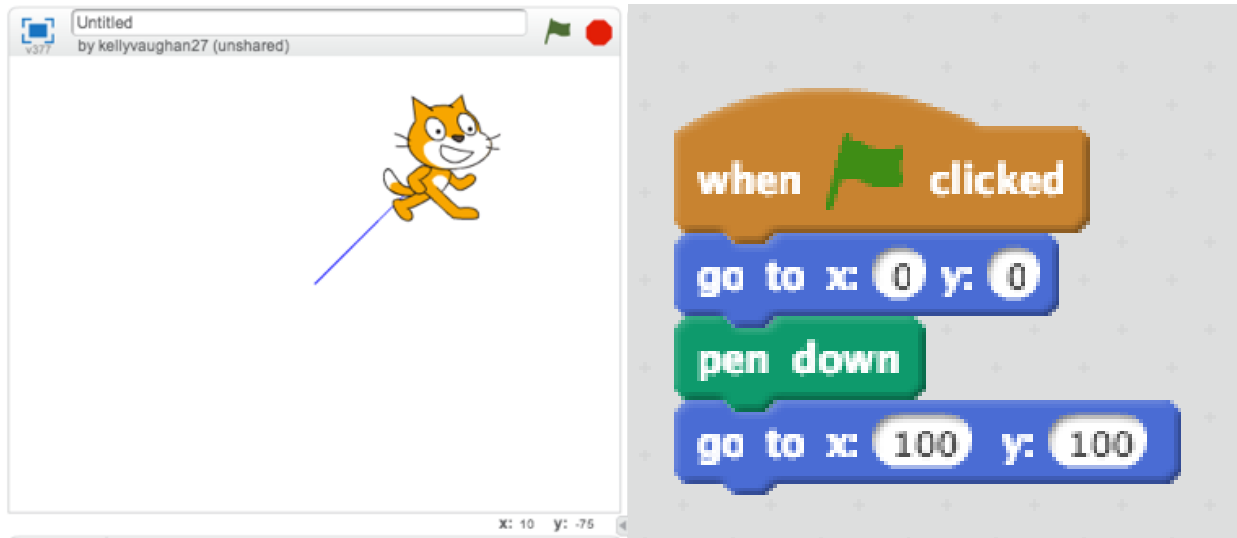 Untitled
v377
by kellyvaughan27 (unshared)
x: 10 y: -75
when clicked
go to x: 0 y: 0
pen down
go to x: 100 y: 100